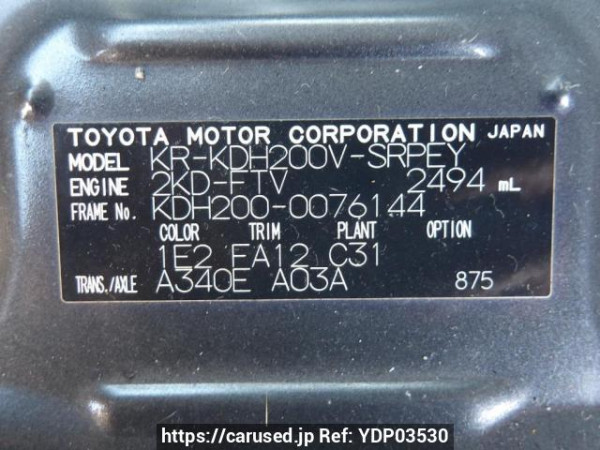 TOYOTA MOTOR CORPORATION JAPAN
MODEL KR-KDH200V-SRPEY
ENGINE 2KD-FTV 2494 mL
FRAME No. KDH200-0076144
COLOR TRIM PLANT OPTION
1E2 FA12 C31
TRANS./AXLE A340E A03A 875
https://carused.jp Ref: YDP03530